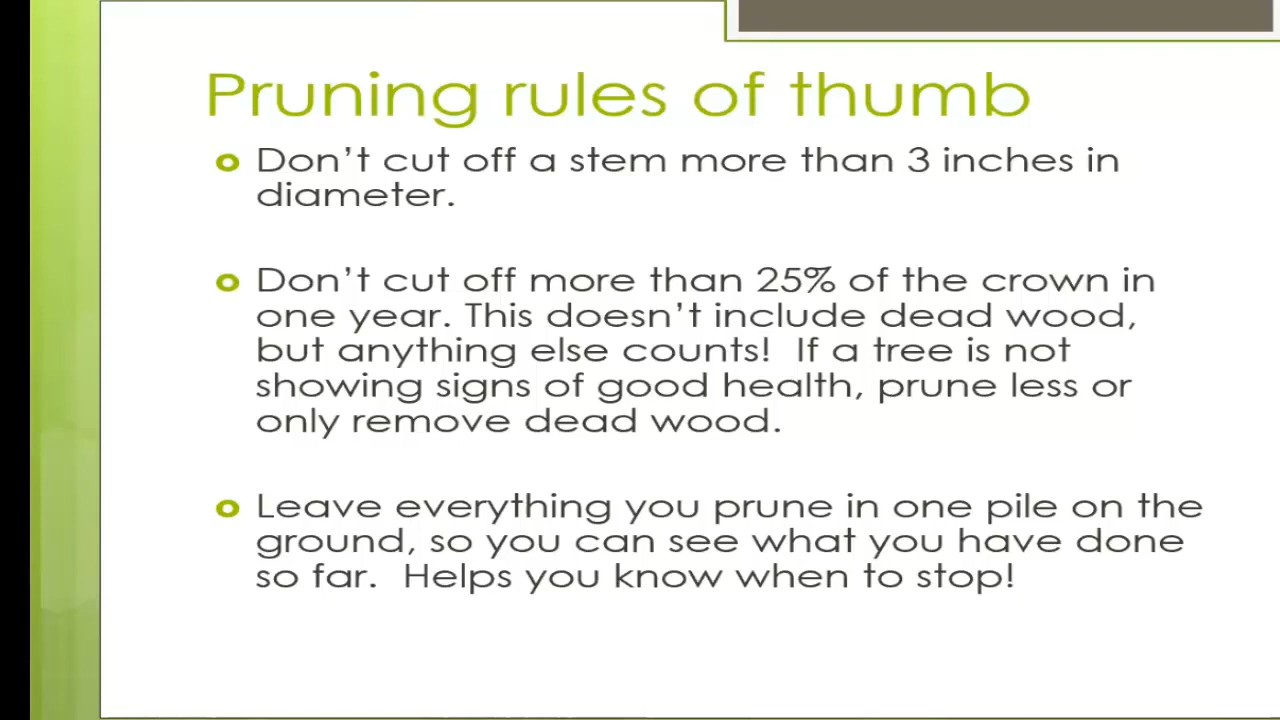 Pruning rules of thumb
Don't cut off a stem more than 3 inches in
diameter.
Don't cut off more than 25% of the crown in
one year. This doesn't include dead wood,
but anything else counts!  If a tree is not
showing signs of good health, prune less or
only remove dead wood.
Leave everything you prune in one pile on the
ground, so you can see what you have done
so far.  Helps you know when to stop!